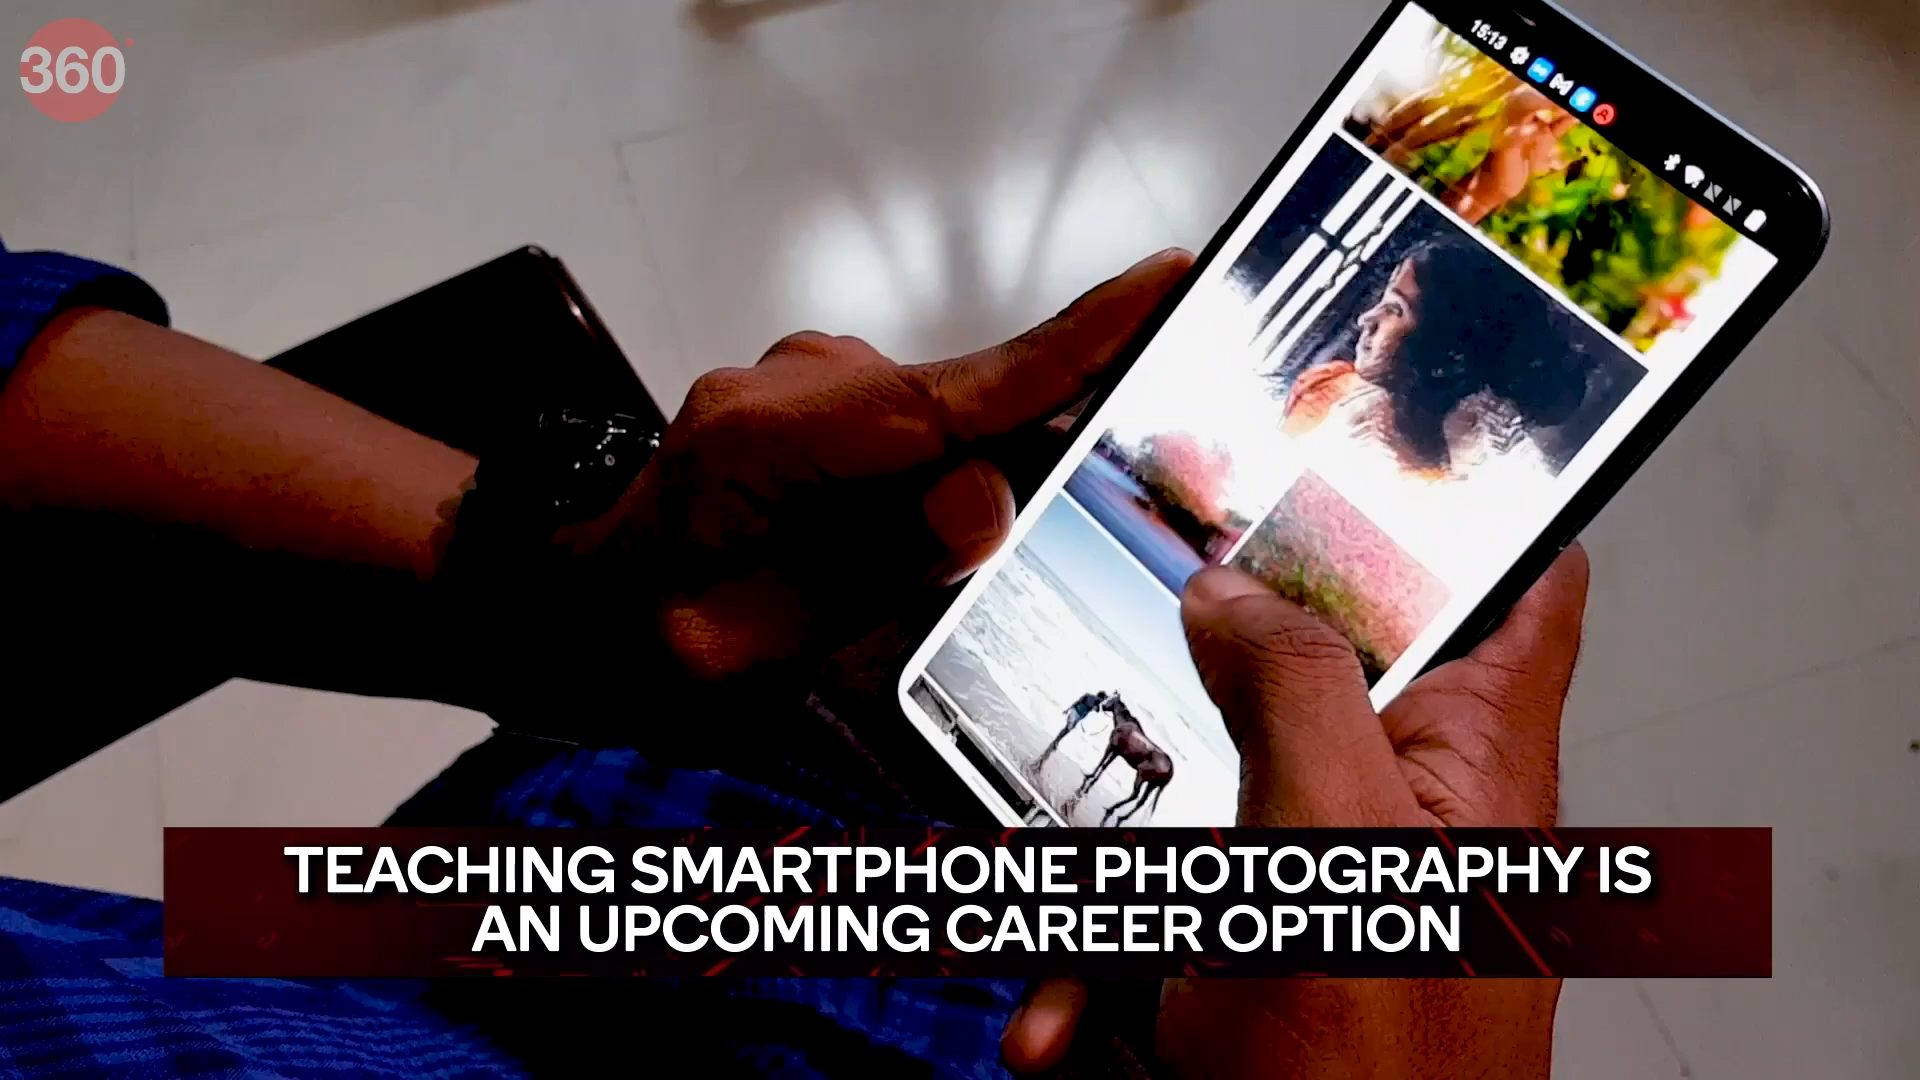 360
15:13
TEACHING SMARTPHONE PHOTOGRAPHY IS
AN UPCOMING CAREER OPTION